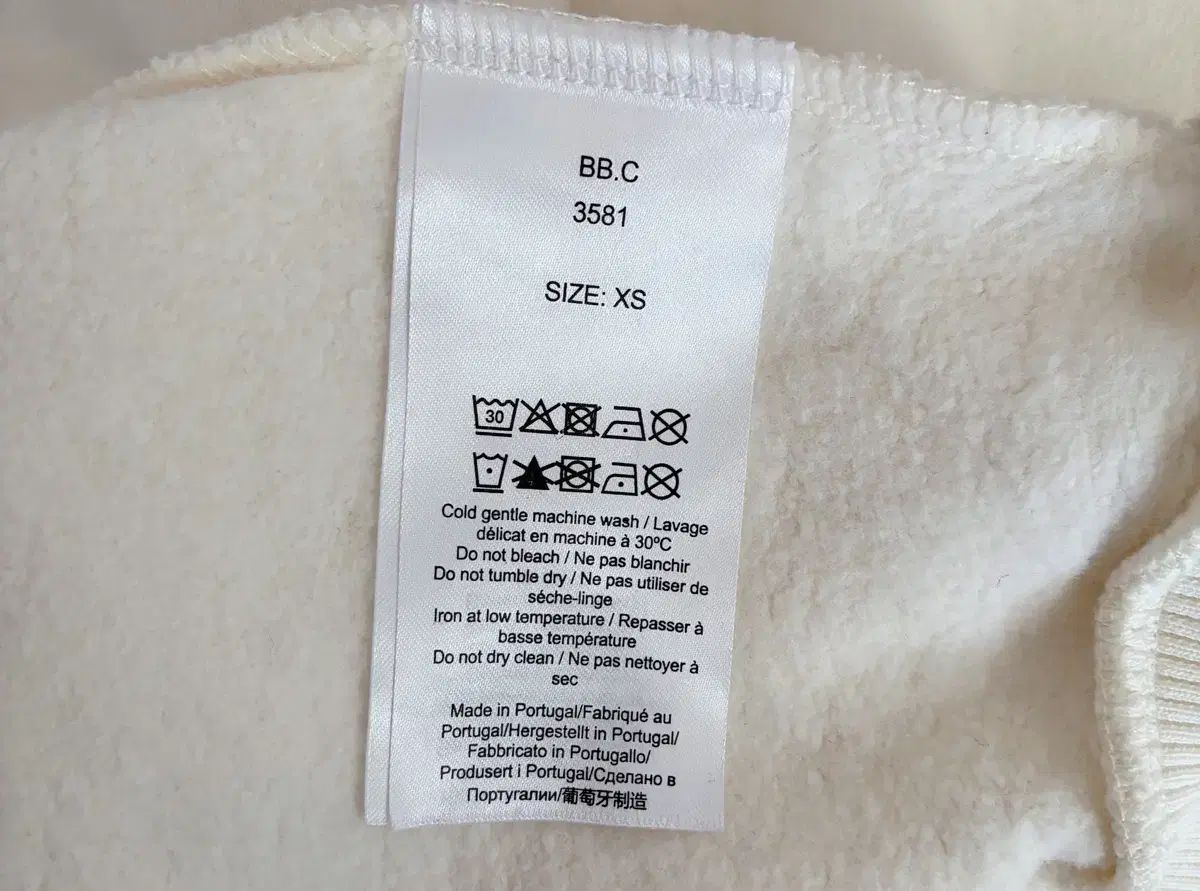 BB.C
3581
SIZE: XS
30
Cold gentle machine wash / Lavage
délicat en machine à 30ºC
Do not bleach / Ne pas blanchir
Do not tumble dry / Ne pas utiliser de
séche-linge
Iron at low temperature / Repasser à
basse température
Do not dry clean / Ne pas nettoyer à
sec
Made in Portugal/Fabriqué au
Portugal/Hergestellt in Portugal/
Fabbricato in Portugallo/
Produsert i Portugal/Сделано в
Португалии/葡萄牙制造